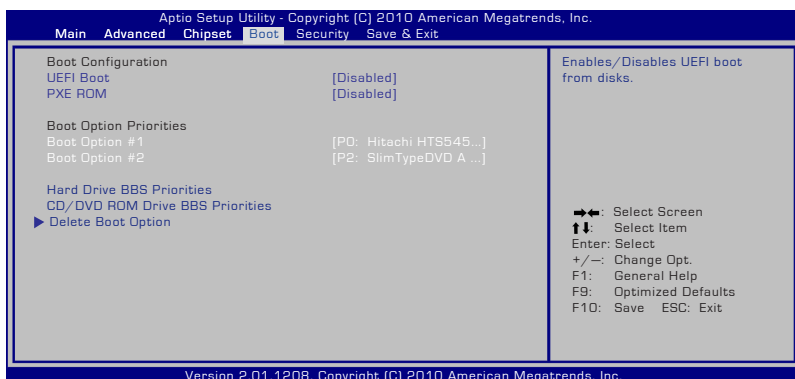 Aptio Setup Utility - Copyright (C) 2010 American Megatrends, Inc.
Main Advanced Chipset Boot Security Save & Exit
Boot Configuration
UEFI Boot [Disabled]
PXE ROM [Disabled]
Boot Option Priorities
Boot Option #1 [P0: Hitachi HTS545...]
Boot Option #2 [P2: SlimTypeDVD A ...]
Hard Drive BBS Priorities
CD/DVD ROM Drive BBS Priorities
▶ Delete Boot Option
Enables/Disables UEFI boot
from disks.
→←: Select Screen
↑↓: Select Item
Enter: Select
+/—: Change Opt.
F1: General Help
F9: Optimized Defaults
F10: Save ESC: Exit
Version 2.01.1208. Copyright (C) 2010 American Megatrends, Inc.